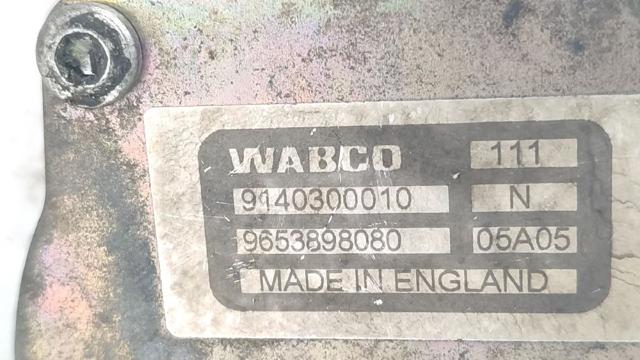 WABCO 111
9140300010 N
9653898080 05A05
MADE IN ENGLAND